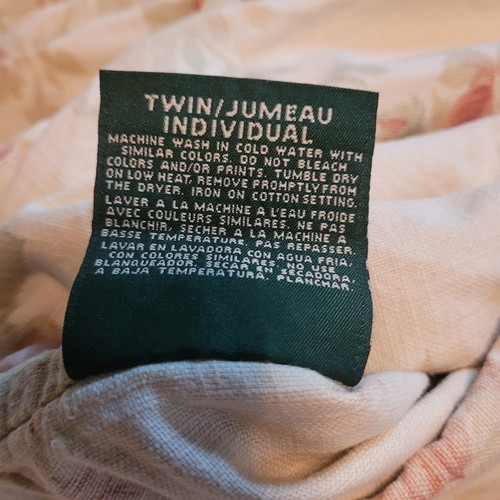 TWIN/JUMEAU
INDIVIDUAL
MACHINE WASH IN COLD WATER WITH
SIMILAR COLORS. DO NOT BLEACH
COLORS AND/OR PRINTS. TUMBLE DRY
ON LOW HEAT. REMOVE PROMPTLY FROM
THE DRYER. IRON ON COTTON SETTING.
LAVER A LA MACHINE A L'EAU FROIDE
AVEC COULEURS SIMILARES. NE PAS
BLANCHIR. SECHER A LA MACHINE A
BASSE TEMPERATURE. PAS REPASSER.
LAVAR EN LAVADORA CON AGUA FRIA,
CON COLORES SIMILARES. NO USE
BLANQUEADOR. SECAR EN SECADORA,
A BAJA TEMPERATURA. PLANCHAR.